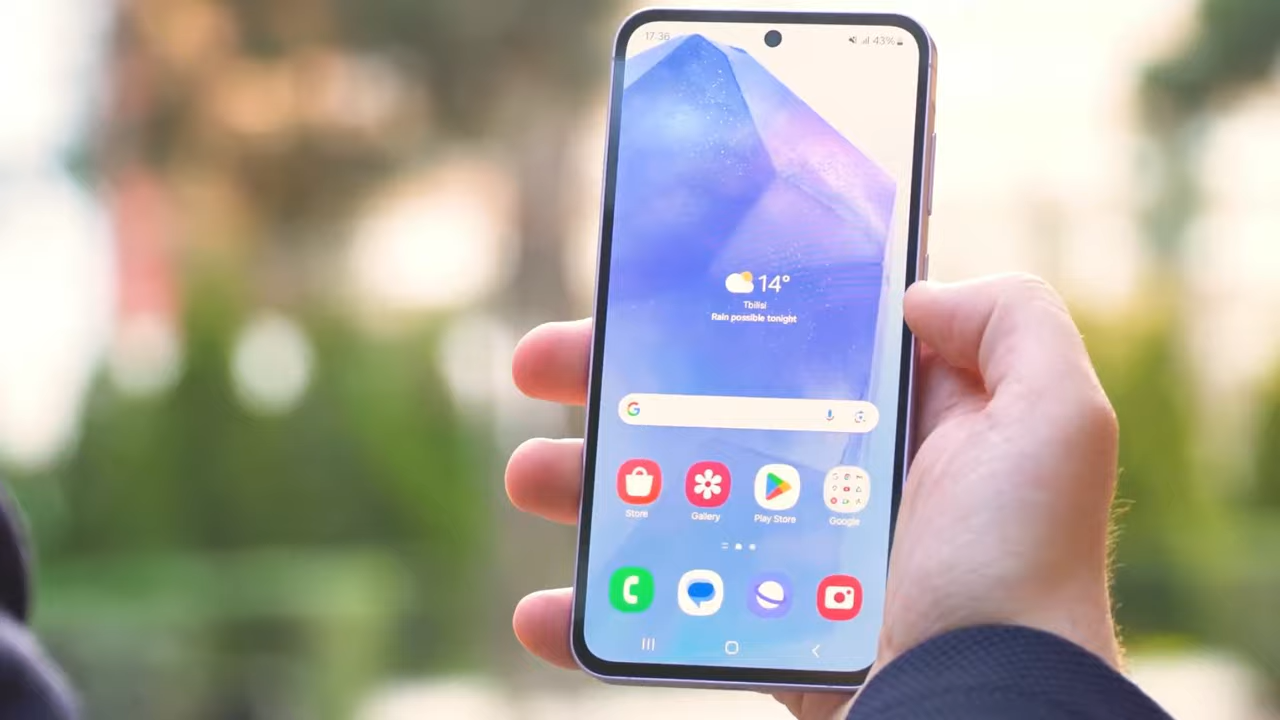 17:36
43%
14°
Tbilisi
Rain possible tonight
G
Store
Gallery
Play Store
Google